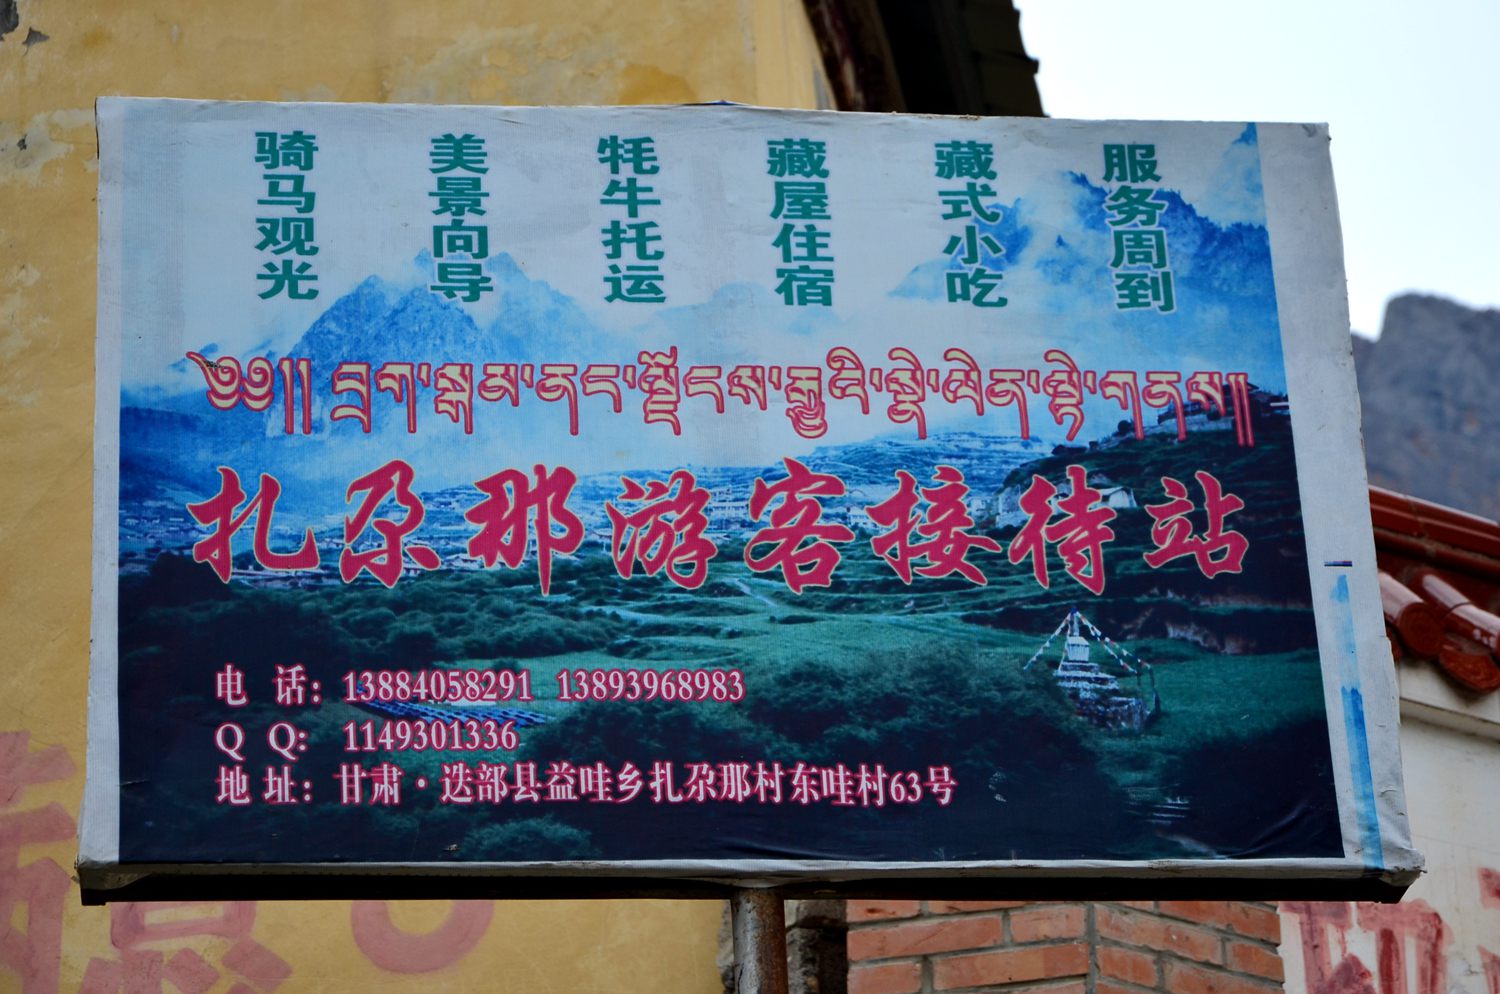 骑马观光
美景向导
牦牛托运
藏屋住宿
藏式小吃
服务周到
༄༅།། བྲག་སྒམ་ནང་ལྗོངས་རྒྱུ་འི་སྣེ་ལེན་ལྟེ་གནས།།
扎尕那游客接待站
电 话: 13884058291 13893968983
Q Q: 1149301336
地 址: 甘肃·迭部县益哇乡扎尕那村东哇村63号